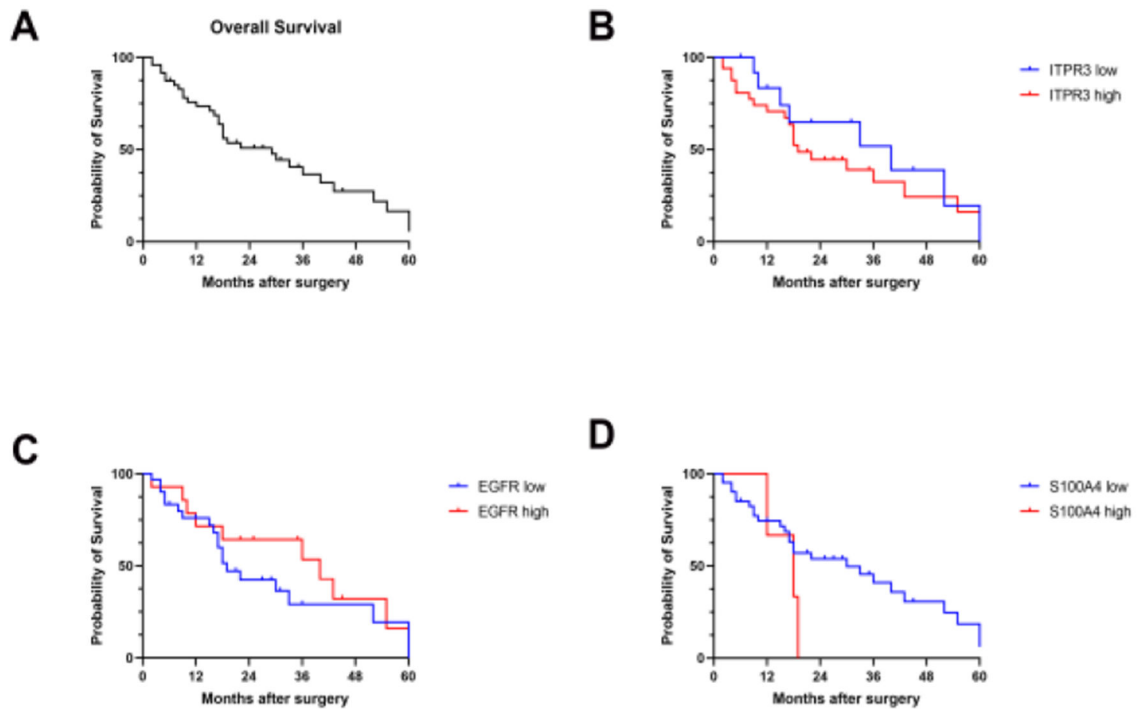 A
Overall Survival
Probability of Survival
100
50
0
0 12 24 36 48 60
Months after surgery
B
Probability of Survival
100
50
0
0 12 24 36 48 60
Months after surgery
ITPR3 low
ITPR3 high
C
Probability of Survival
100
50
0
0 12 24 36 48 60
Months after surgery
EGFR low
EGFR high
D
Probability of Survival
100
50
0
0 12 24 36 48 60
Months after surgery
S100A4 low
S100A4 high